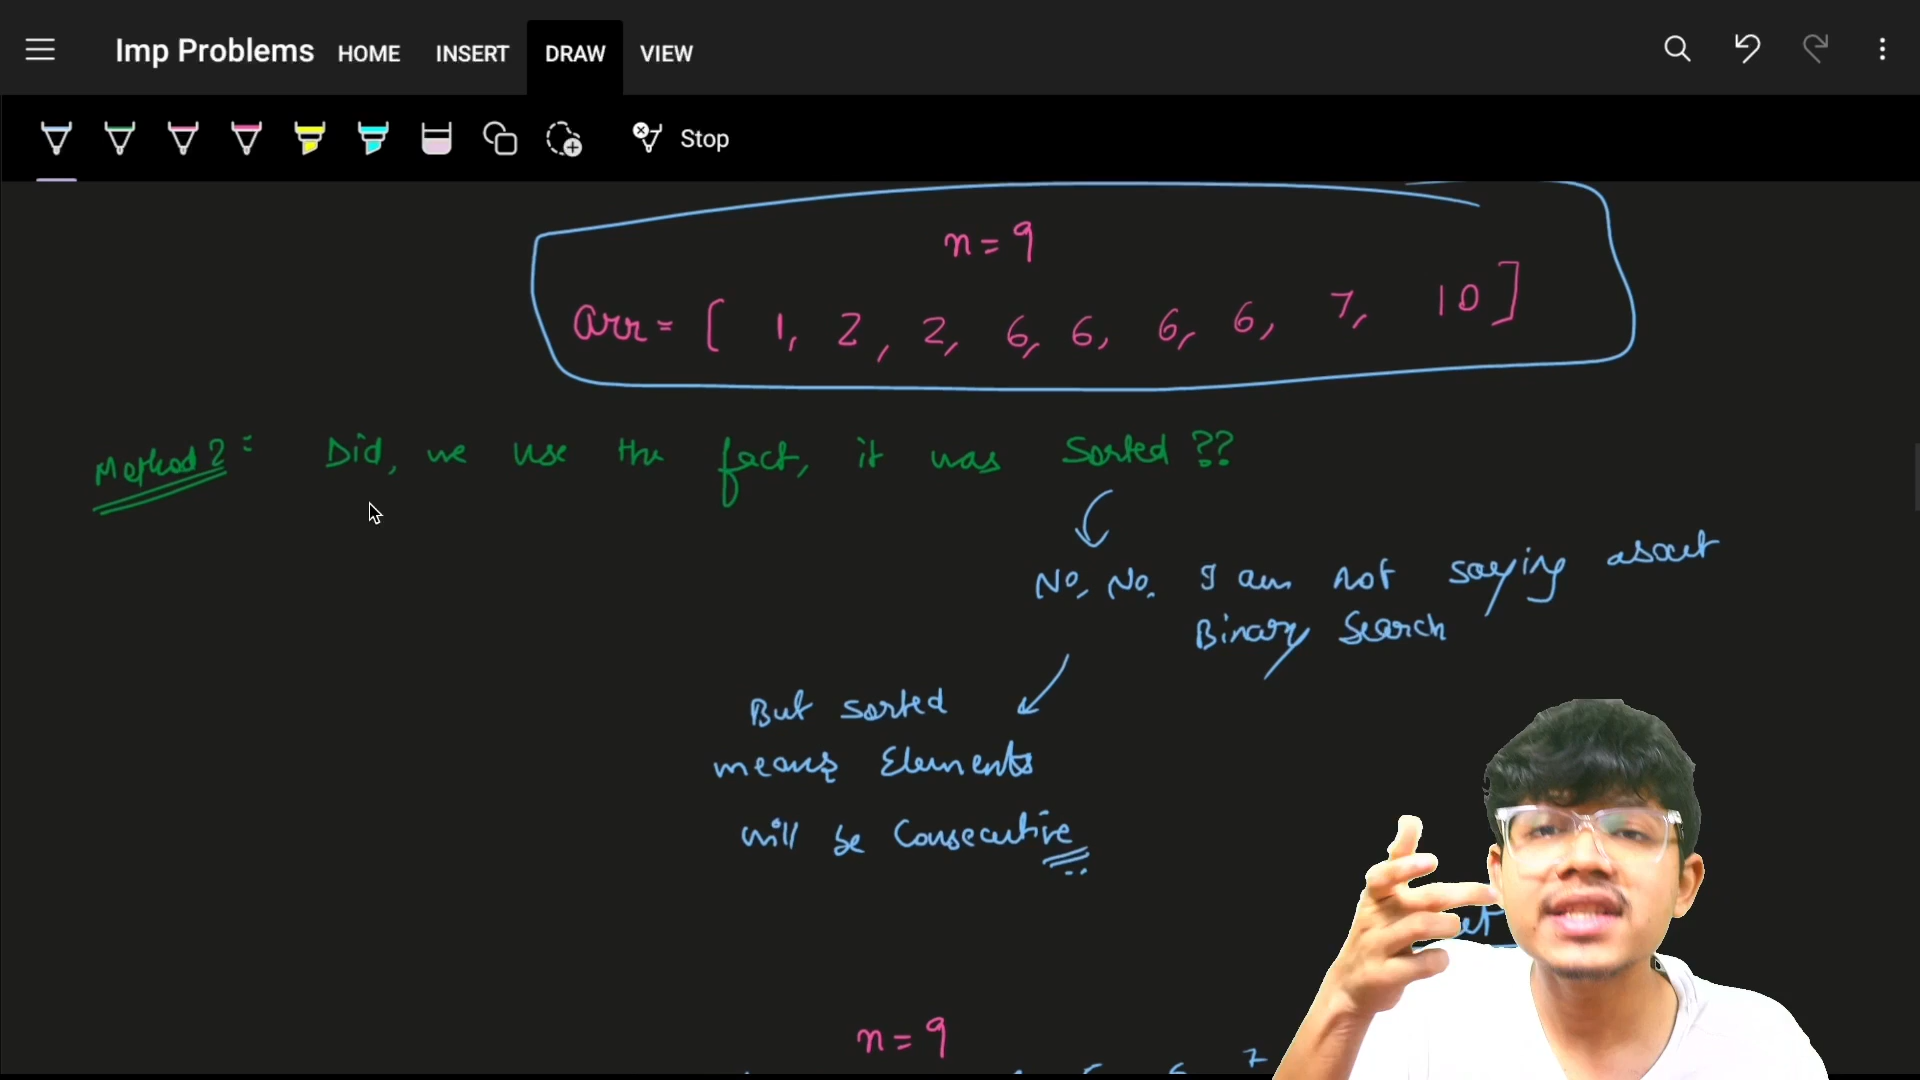 Imp Problems HOME INSERT DRAW VIEW
Stop
n = 9
arr = [ 1, 2, 2, 6, 6, 6, 6, 7, 10 ]
Method 2: Did, we use the fact, it was Sorted ??
No, No. I am not saying about
Binary Search
But sorted
means Elements
will be Consecutive
n = 9